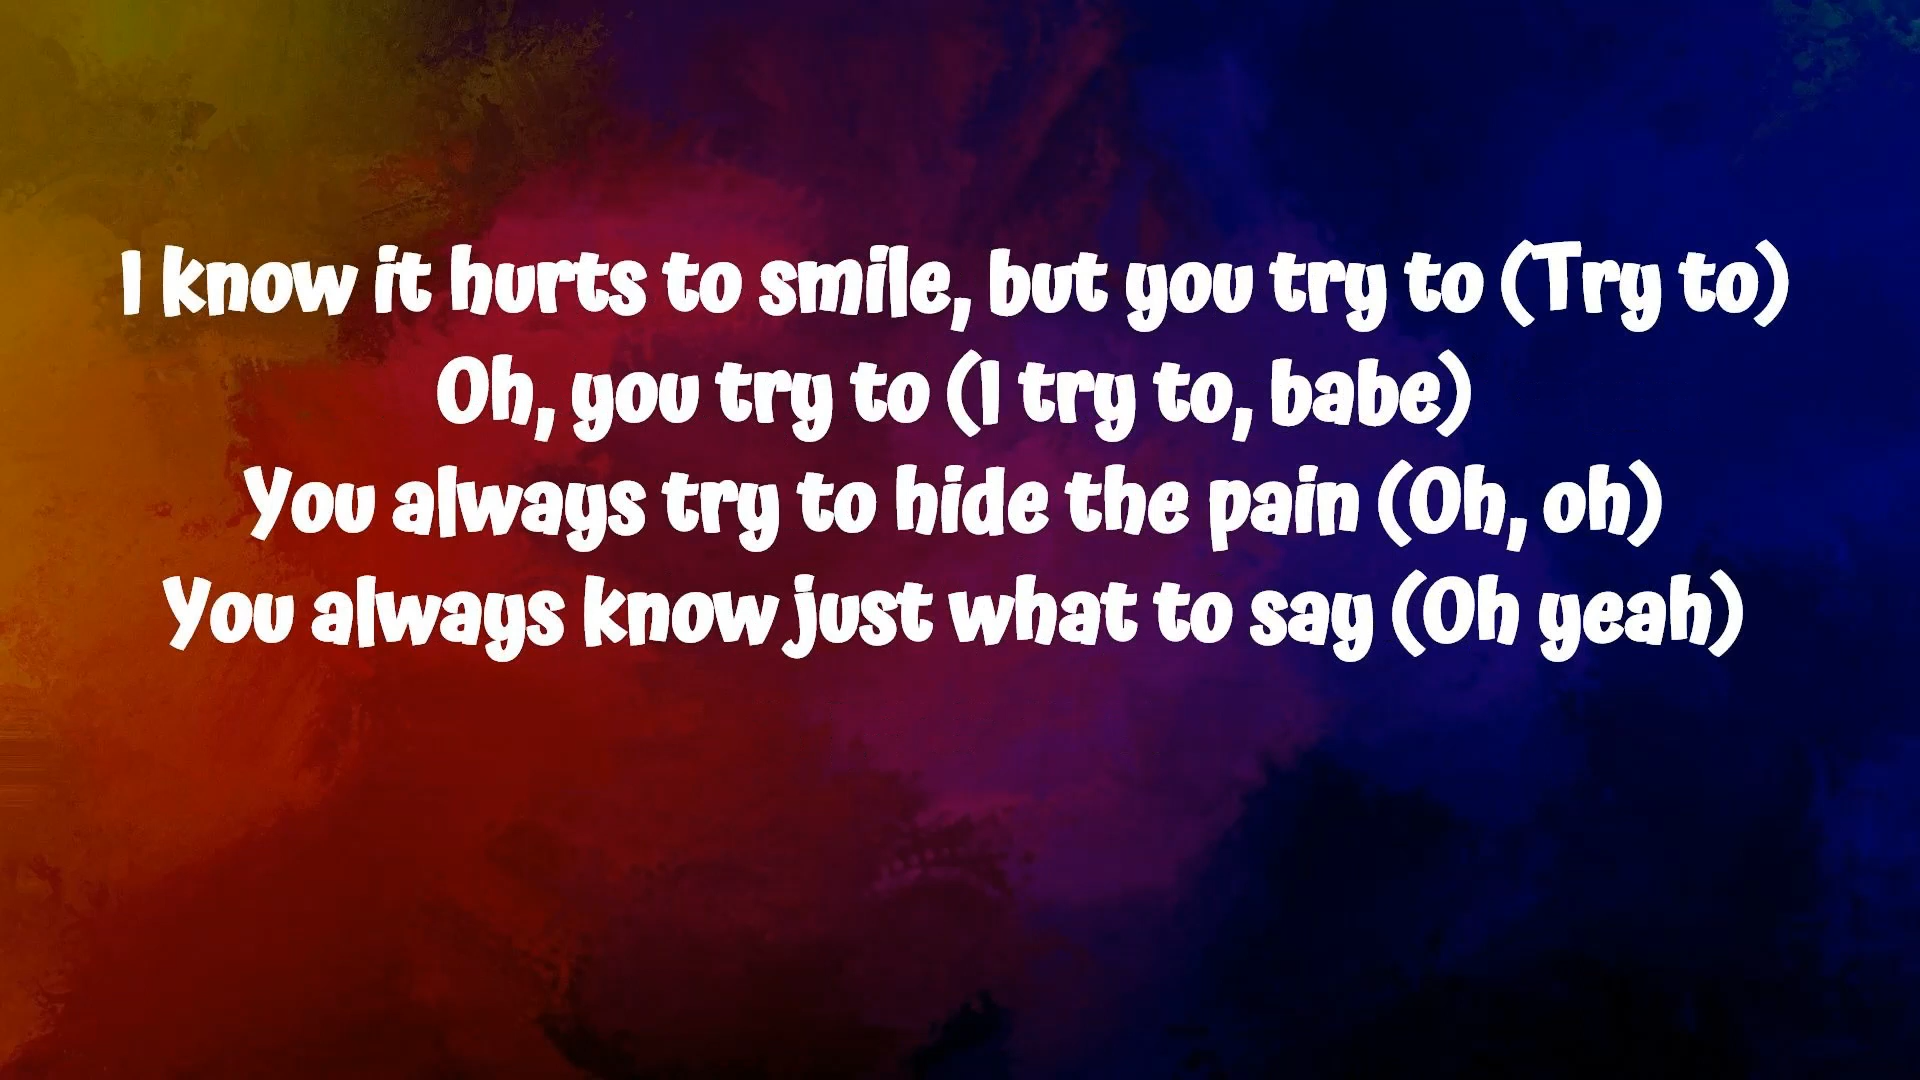 I know it hurts to smile, but you try to (Try to)
Oh, you try to (I try to, babe)
You always try to hide the pain (Oh, oh)
You always know just what to say (Oh yeah)